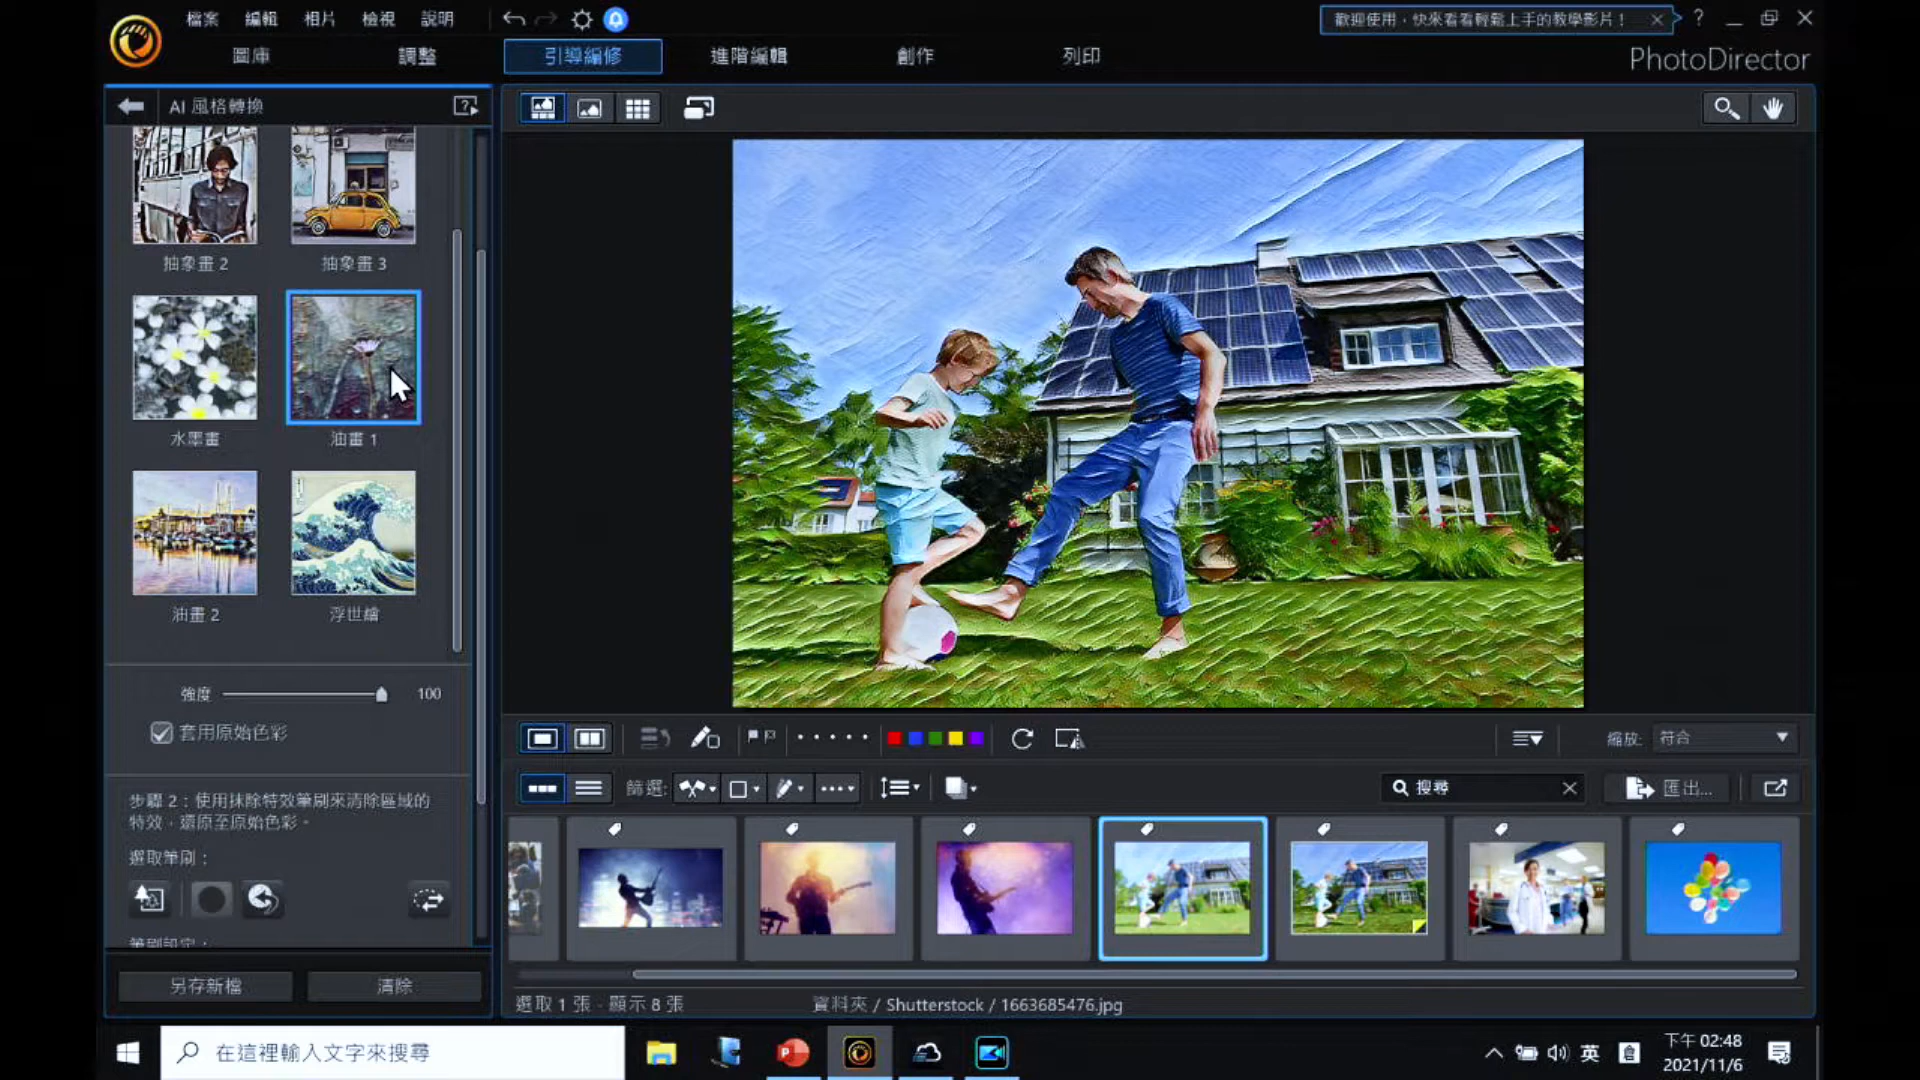 檔案 編輯 相片 檢視 說明
歡迎使用，快來看看輕鬆上手的教學影片！
圖庫 調整 引導編修 進階編輯 創作 列印
PhotoDirector
AI 風格轉換
抽象畫 2 抽象畫 3
水墨畫 油畫 1
油畫 2 浮世繪
強度 100
套用原始色彩
步驟 2：使用抹除特效筆刷來清除區域的
特效，還原至原始色彩。
選取筆刷：
筆刷設定：
另存新檔 清除
縮放: 符合
篩選: 搜尋 匯出...
選取 1 張 - 顯示 8 張 資料夾 / Shutterstock / 1663685476.jpg
在這裡輸入文字來搜尋
英
下午 02:48
2021/11/6